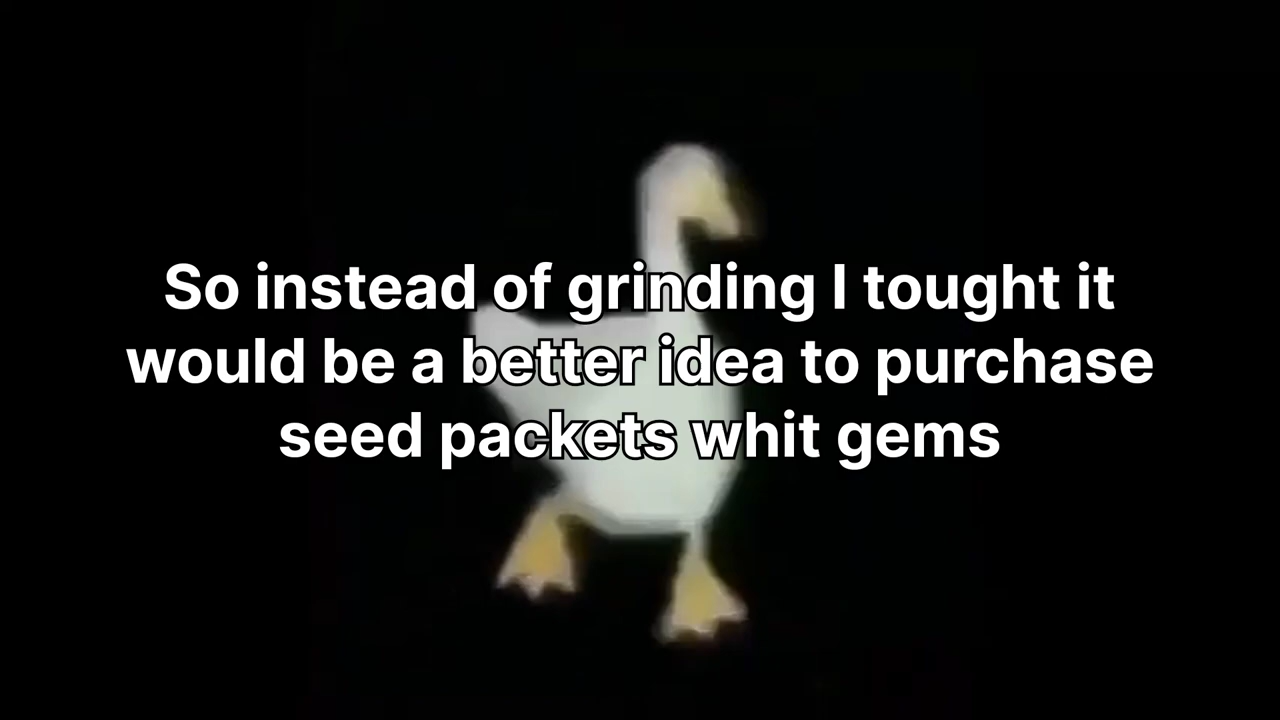 So instead of grinding I tought it
would be a better idea to purchase
seed packets whit gems